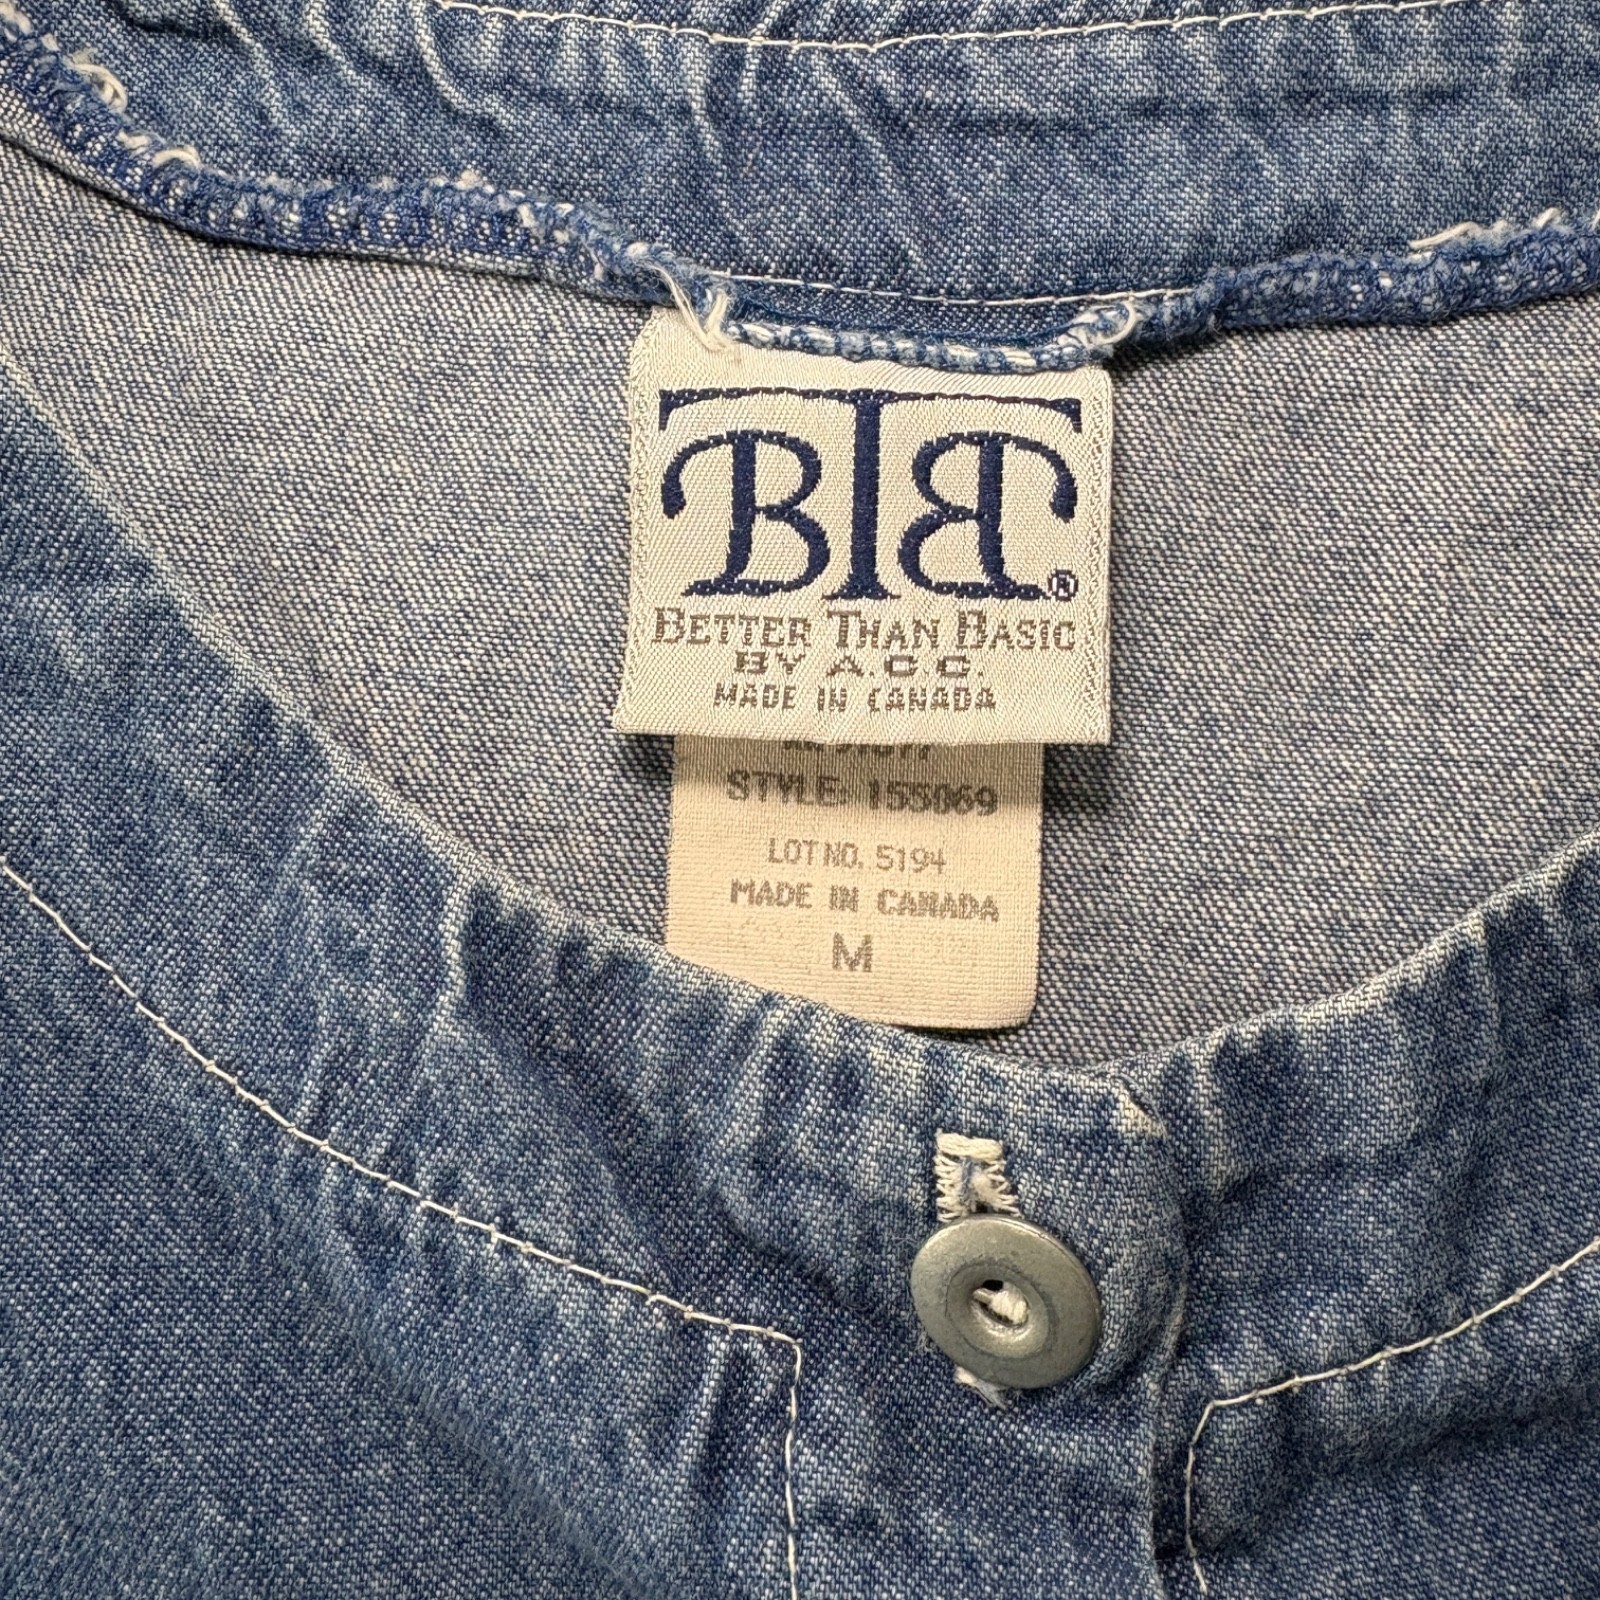 BTB®
BETTER THAN BASIC
BY A.C.C.
MADE IN CANADA
STYLE: 155069
LOT NO. 5194
MADE IN CANADA
M